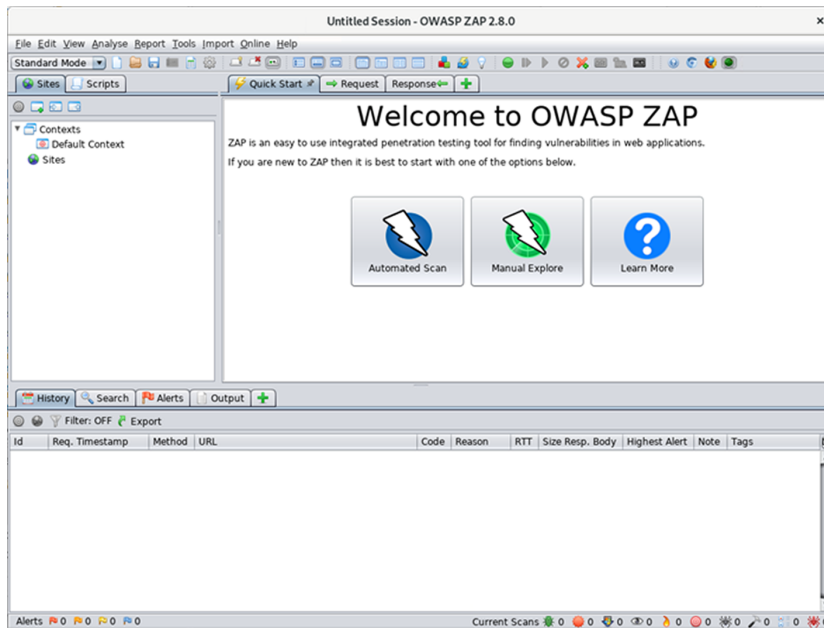 Untitled Session - OWASP ZAP 2.8.0
File Edit View Analyse Report Tools Import Online Help
Standard Mode
Sites Scripts
Quick Start Request Response
Contexts
Default Context
Sites
Welcome to OWASP ZAP
ZAP is an easy to use integrated penetration testing tool for finding vulnerabilities in web applications.
If you are new to ZAP then it is best to start with one of the options below.
Automated Scan Manual Explore Learn More
History Search Alerts Output
Filter: OFF Export
Id Req. Timestamp Method URL Code Reason RTT Size Resp. Body Highest Alert Note Tags
Alerts 0 0 0 0 Current Scans 0 0 0 0 0 0 0 0 0 0